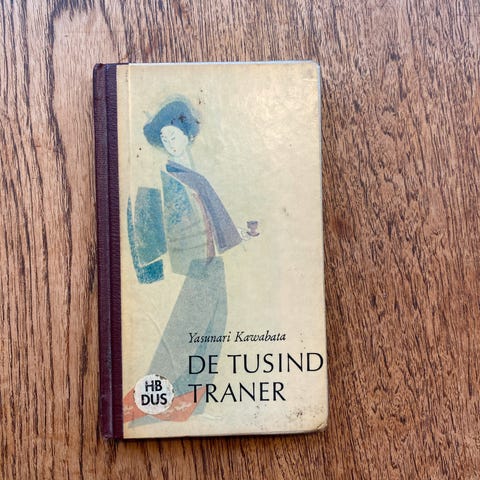 Yasunari Kawabata
DE TUSIND
TRANER
HB
DUS